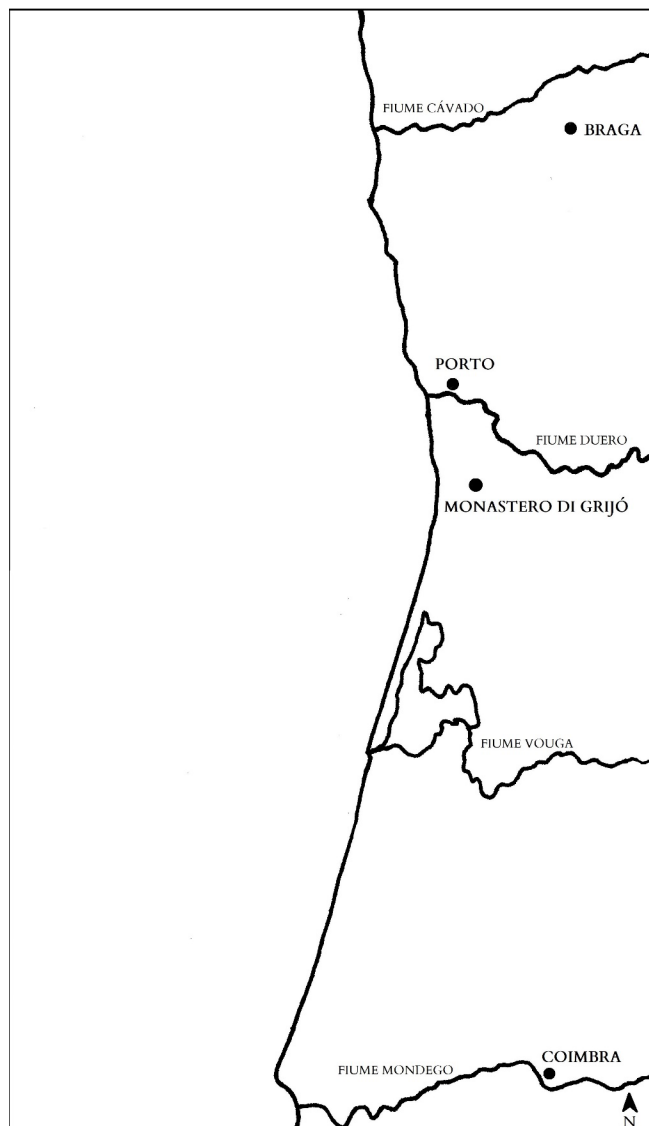 FIUME CÁVADO
BRAGA
PORTO
FIUME DUERO
MONASTERO DI GRIJÓ
FIUME VOUGA
FIUME MONDEGO
COIMBRA
N